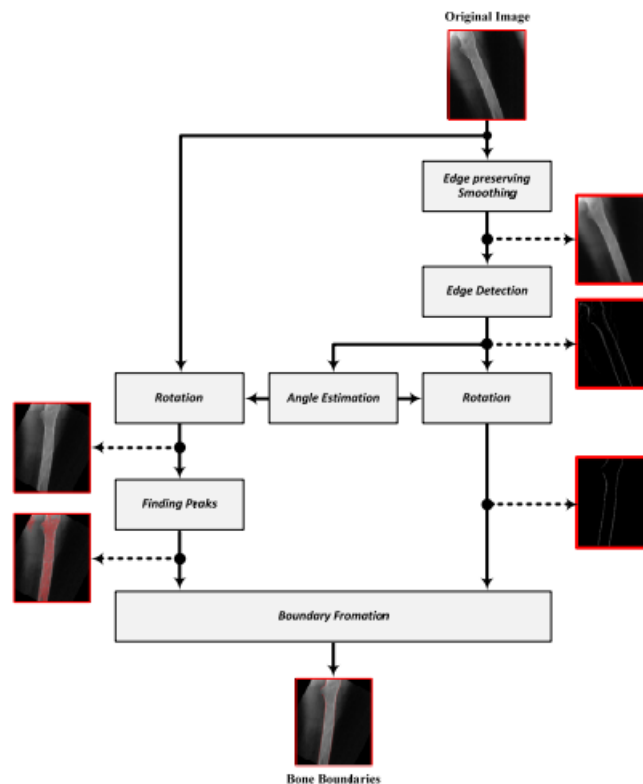 Original Image
Edge preserving
Smoothing
Edge Detection
Rotation
Angle Estimation
Rotation
Finding Peaks
Boundary Fromation
Bone Boundaries